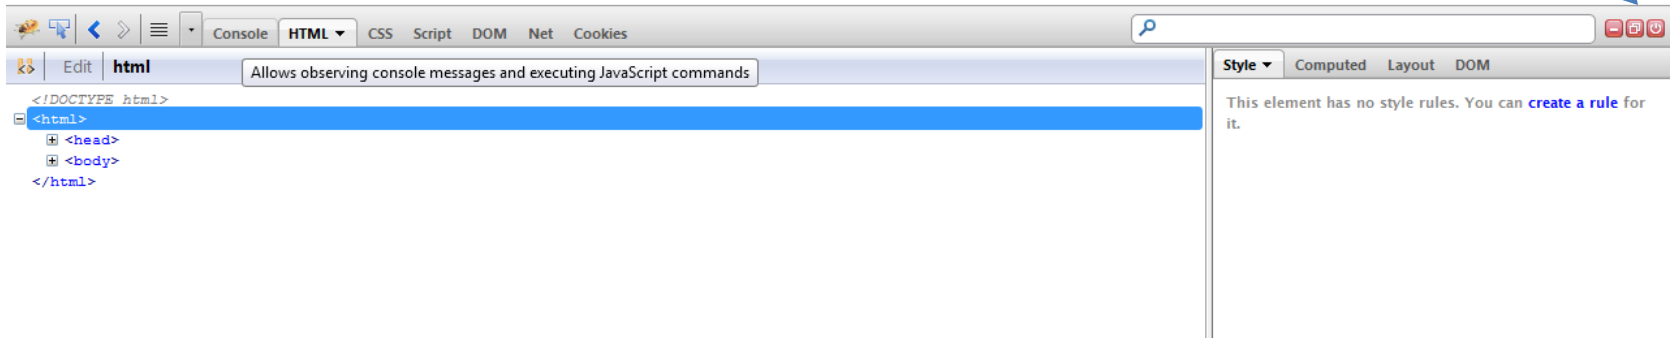 Console HTML CSS Script DOM Net Cookies
Edit html
Allows observing console messages and executing JavaScript commands
<!DOCTYPE html>
<html>
<head>
<body>
</html>
Style Computed Layout DOM
This element has no style rules. You can create a rule for
it.